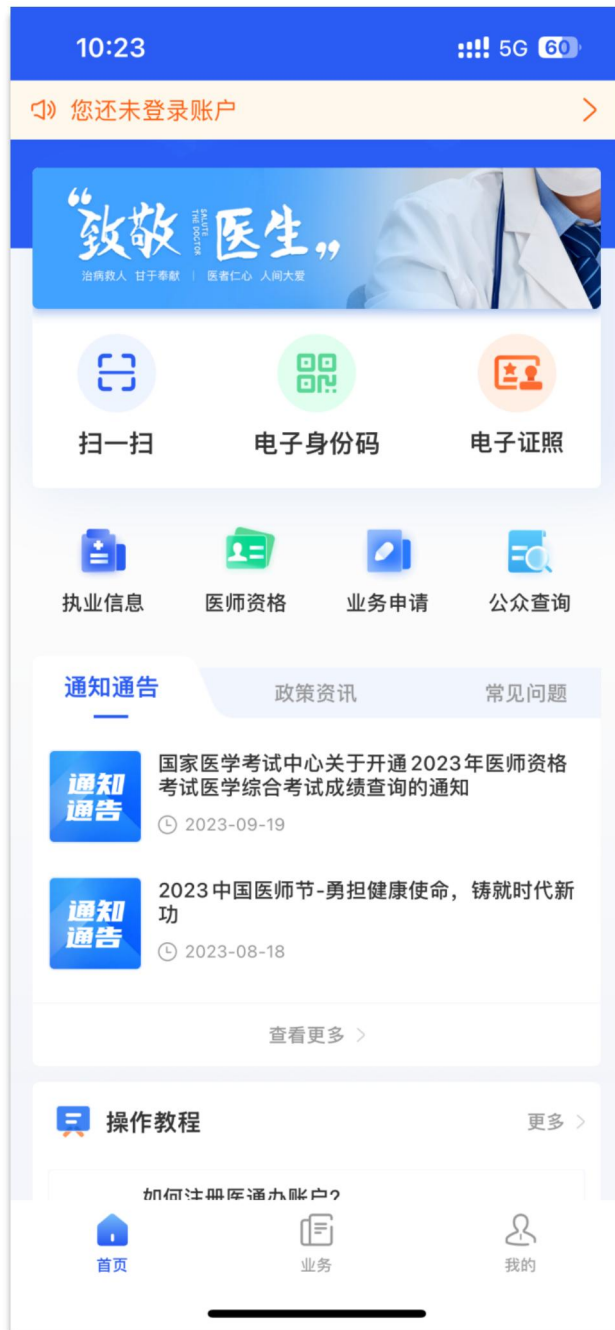 10:23
5G 60
您还未登录账户
“致敬 SALUTE THE DOCTOR 医生”
治病救人 甘于奉献 | 医者仁心 人间大爱
扫一扫 电子身份码 电子证照
执业信息 医师资格 业务申请 公众查询
通知通告 政策资讯 常见问题
通知
通告
国家医学考试中心关于开通2023年医师资格
考试医学综合考试成绩查询的通知
2023-09-19
通知
通告
2023中国医师节-勇担健康使命，铸就时代新
功
2023-08-18
查看更多 >
操作教程 更多 >
如何注册医通办账户?
首页 业务 我的